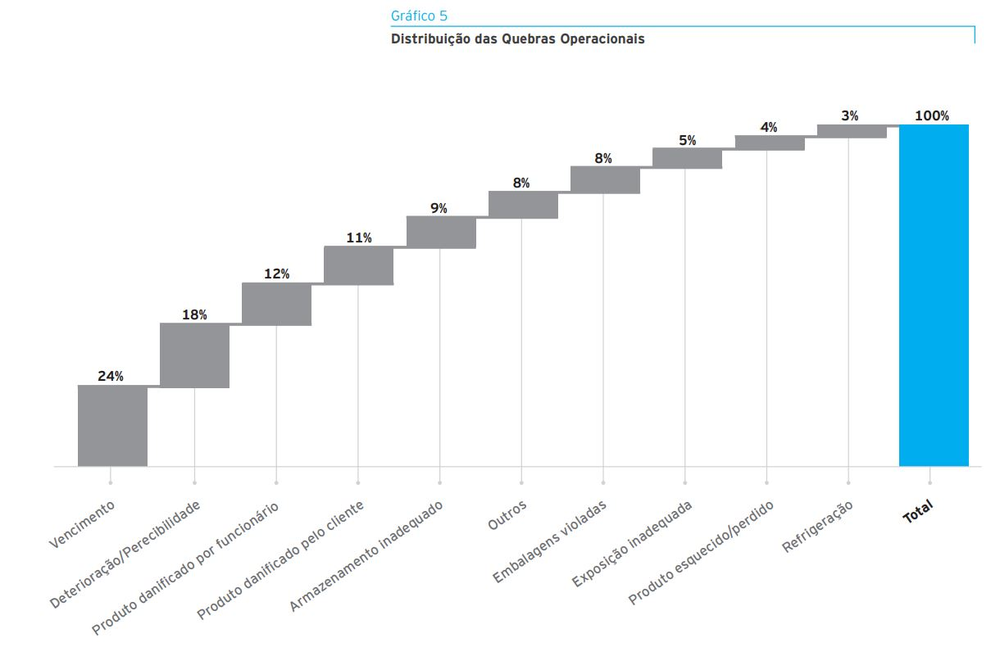 Gráfico 5
Distribuição das Quebras Operacionais
24%
18%
12%
11%
9%
8%
8%
5%
4%
3%
100%
Vencimento
Deterioração/Perecibilidade
Produto danificado por funcionário
Produto danificado pelo cliente
Armazenamento inadequado
Outros
Embalagens violadas
Exposição inadequada
Produto esquecido/perdido
Refrigeração
Total